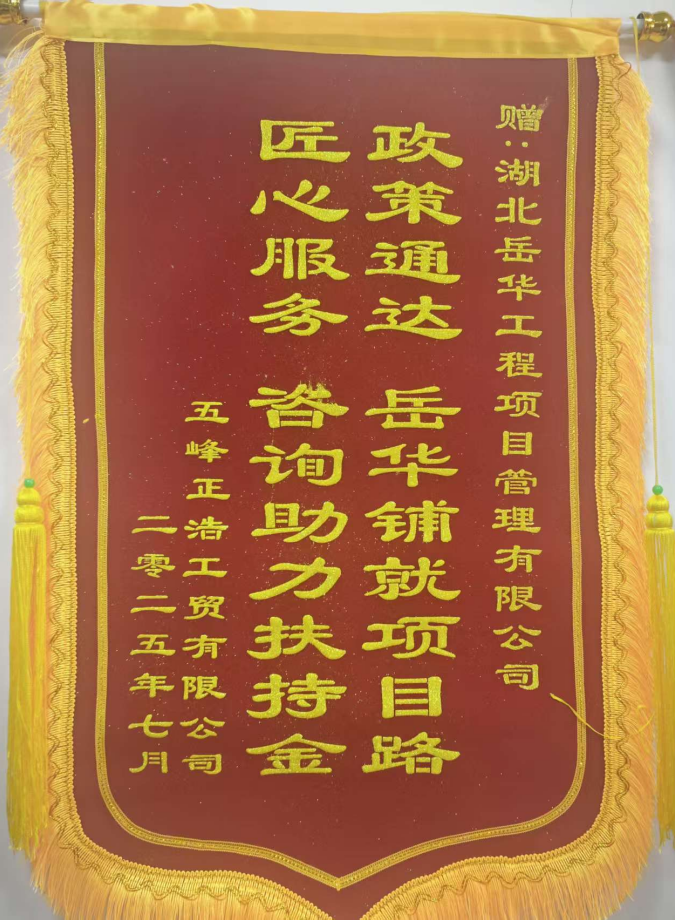 赠:湖北岳华工程项目管理有限公司
政策通达 岳华铺就项目路
匠心服务 咨询助力扶持金
五峰正浩工贸有限公司
二零二五年七月